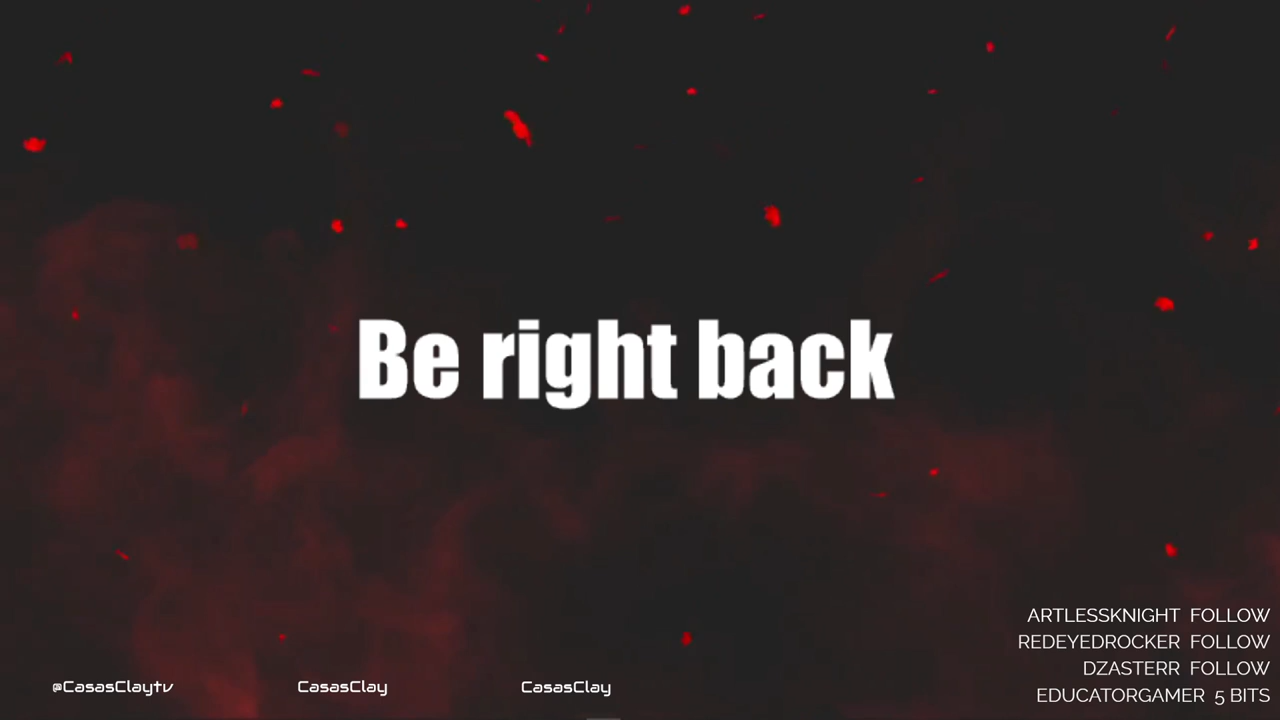 Be right back
ARTLESSKNIGHT FOLLOW
REDEYEDROCKER FOLLOW
DZASTERR FOLLOW
EDUCATORGAMER 5 BITS
@CasasClaytv CasasClay CasasClay